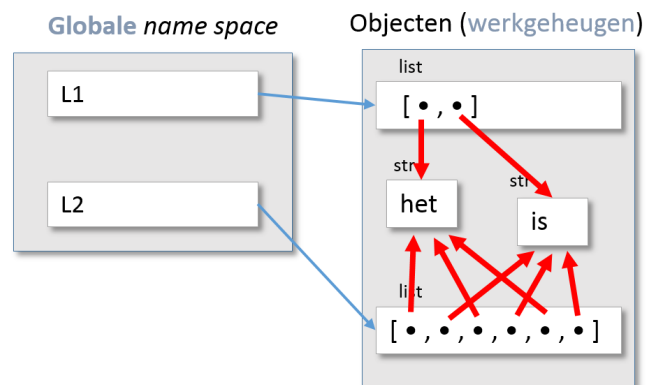 Globale name space
Objecten (werkgeheugen)
list
L1
[ • , • ]
str
str
L2
het
is
list
[ • , • , • , • , • , • ]